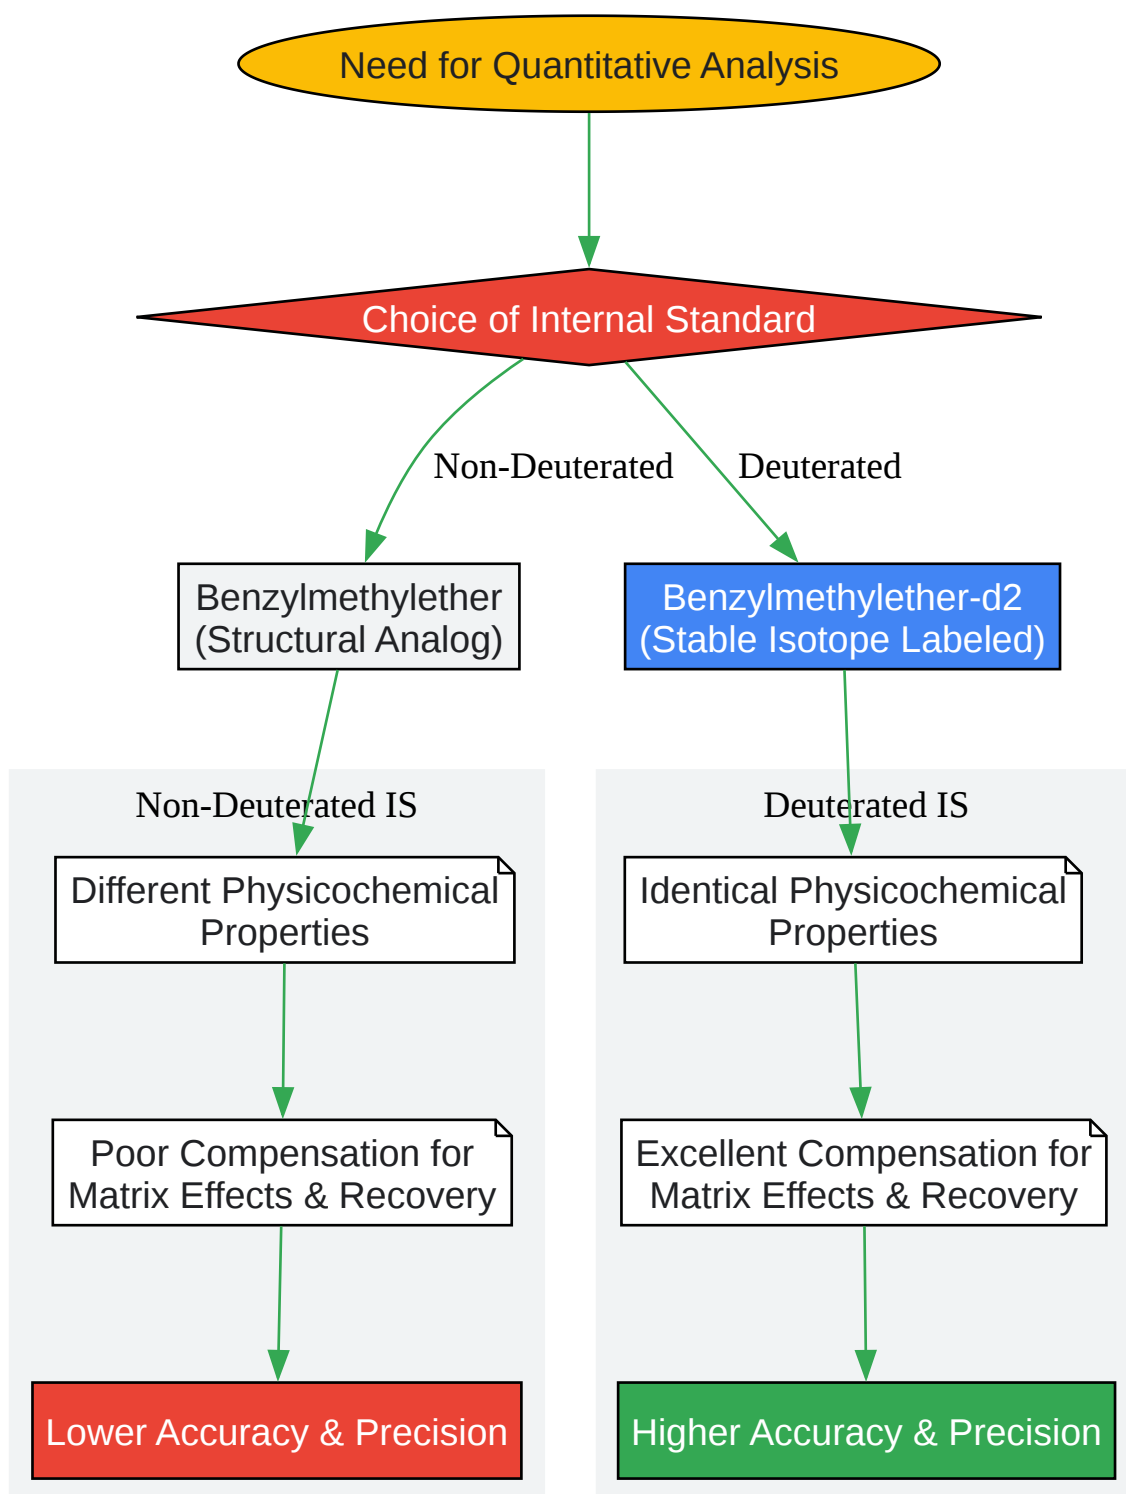 Need for Quantitative Analysis
Choice of Internal Standard
Non-Deuterated
Deuterated
Benzylmethylether
(Structural Analog)
Benzylmethylether-d2
(Stable Isotope Labeled)
Non-Deuterated IS
Different Physicochemical
Properties
Poor Compensation for
Matrix Effects & Recovery
Lower Accuracy & Precision
Deuterated IS
Identical Physicochemical
Properties
Excellent Compensation for
Matrix Effects & Recovery
Higher Accuracy & Precision